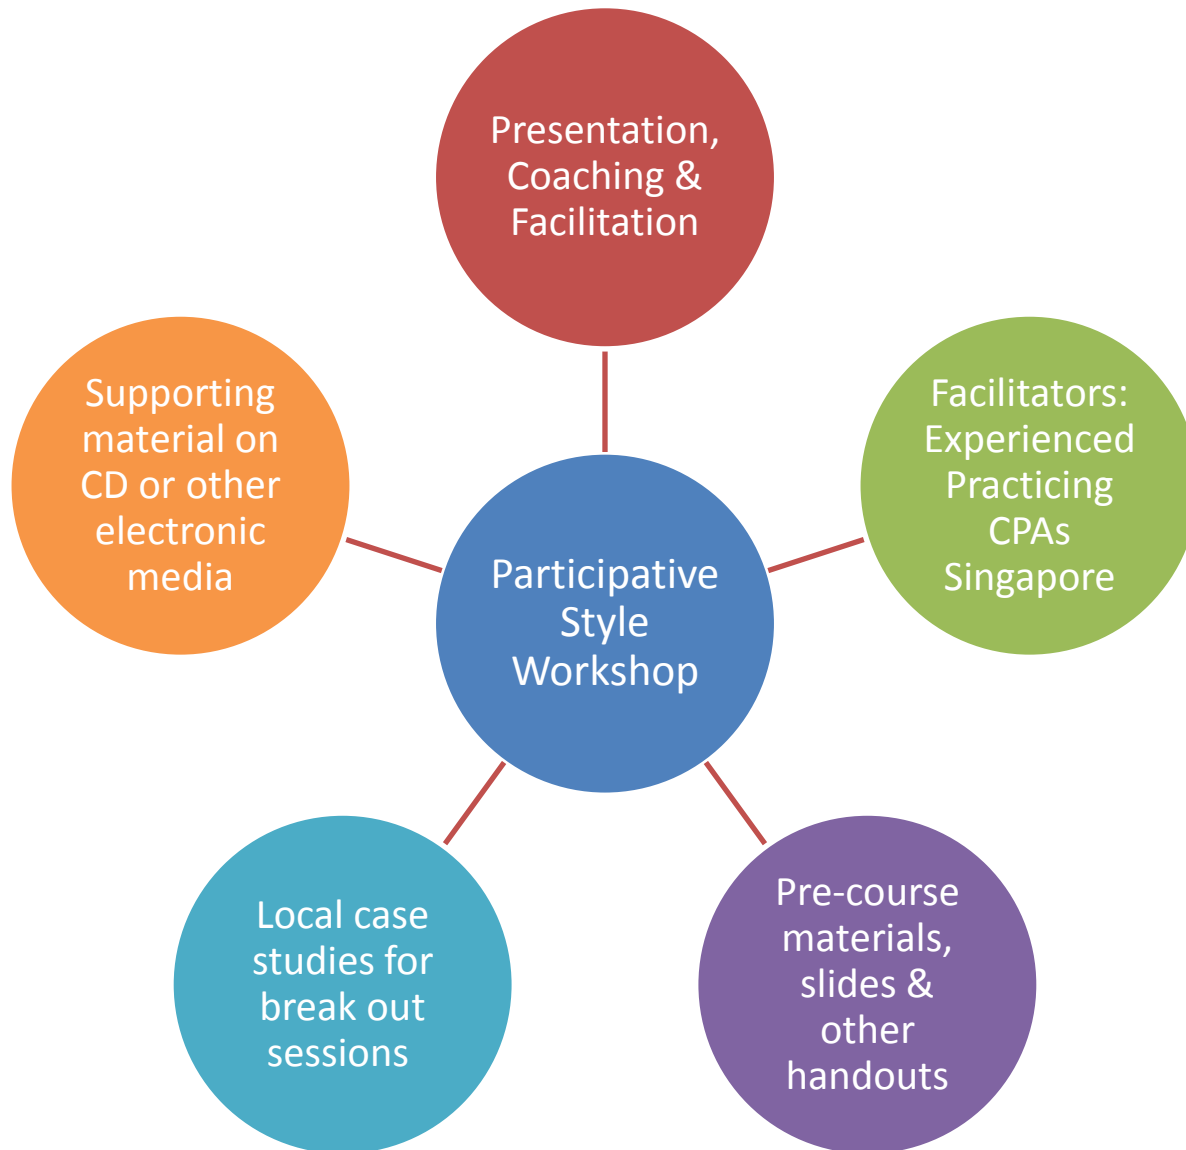 Presentation,
Coaching &
Facilitation
Supporting
material on
CD or other
electronic
media
Facilitators:
Experienced
Practicing
CPAs
Singapore
Participative
Style
Workshop
Local case
studies for
break out
sessions
Pre-course
materials,
slides &
other
handouts